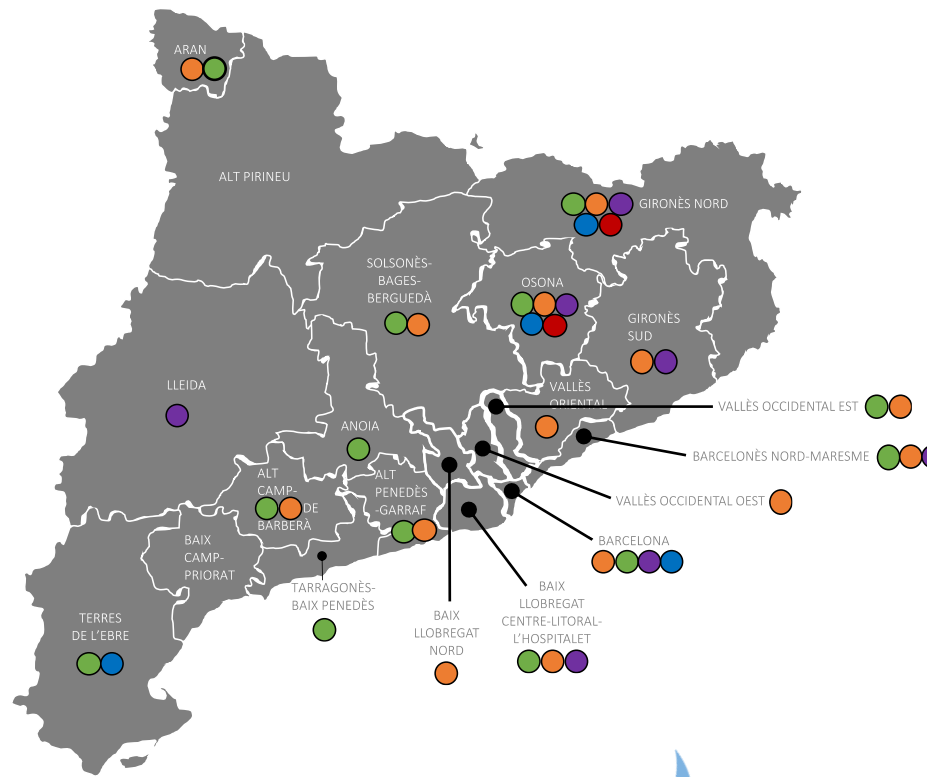 ARAN
ALT PIRINEU
GIRONÈS NORD
SOLSONÈS-
BAGES-
BERGUEDÀ
OSONA
GIRONÈS
SUD
LLEIDA
VALLÈS
ORIENTAL
VALLÈS OCCIDENTAL EST
ANOIA
BARCELONÈS NORD-MARESME
ALT
CAMP-
DE
BARBERÀ
ALT
PENEDÈS
-GARRAF
VALLÈS OCCIDENTAL OEST
BAIX
CAMP-
PRIORAT
BARCELONA
TARRAGONÈS-
BAIX PENEDÈS
BAIX
LLOBREGAT
NORD
BAIX
LLOBREGAT
CENTRE-LITORAL-
L'HOSPITALET
TERRES
DE L'EBRE